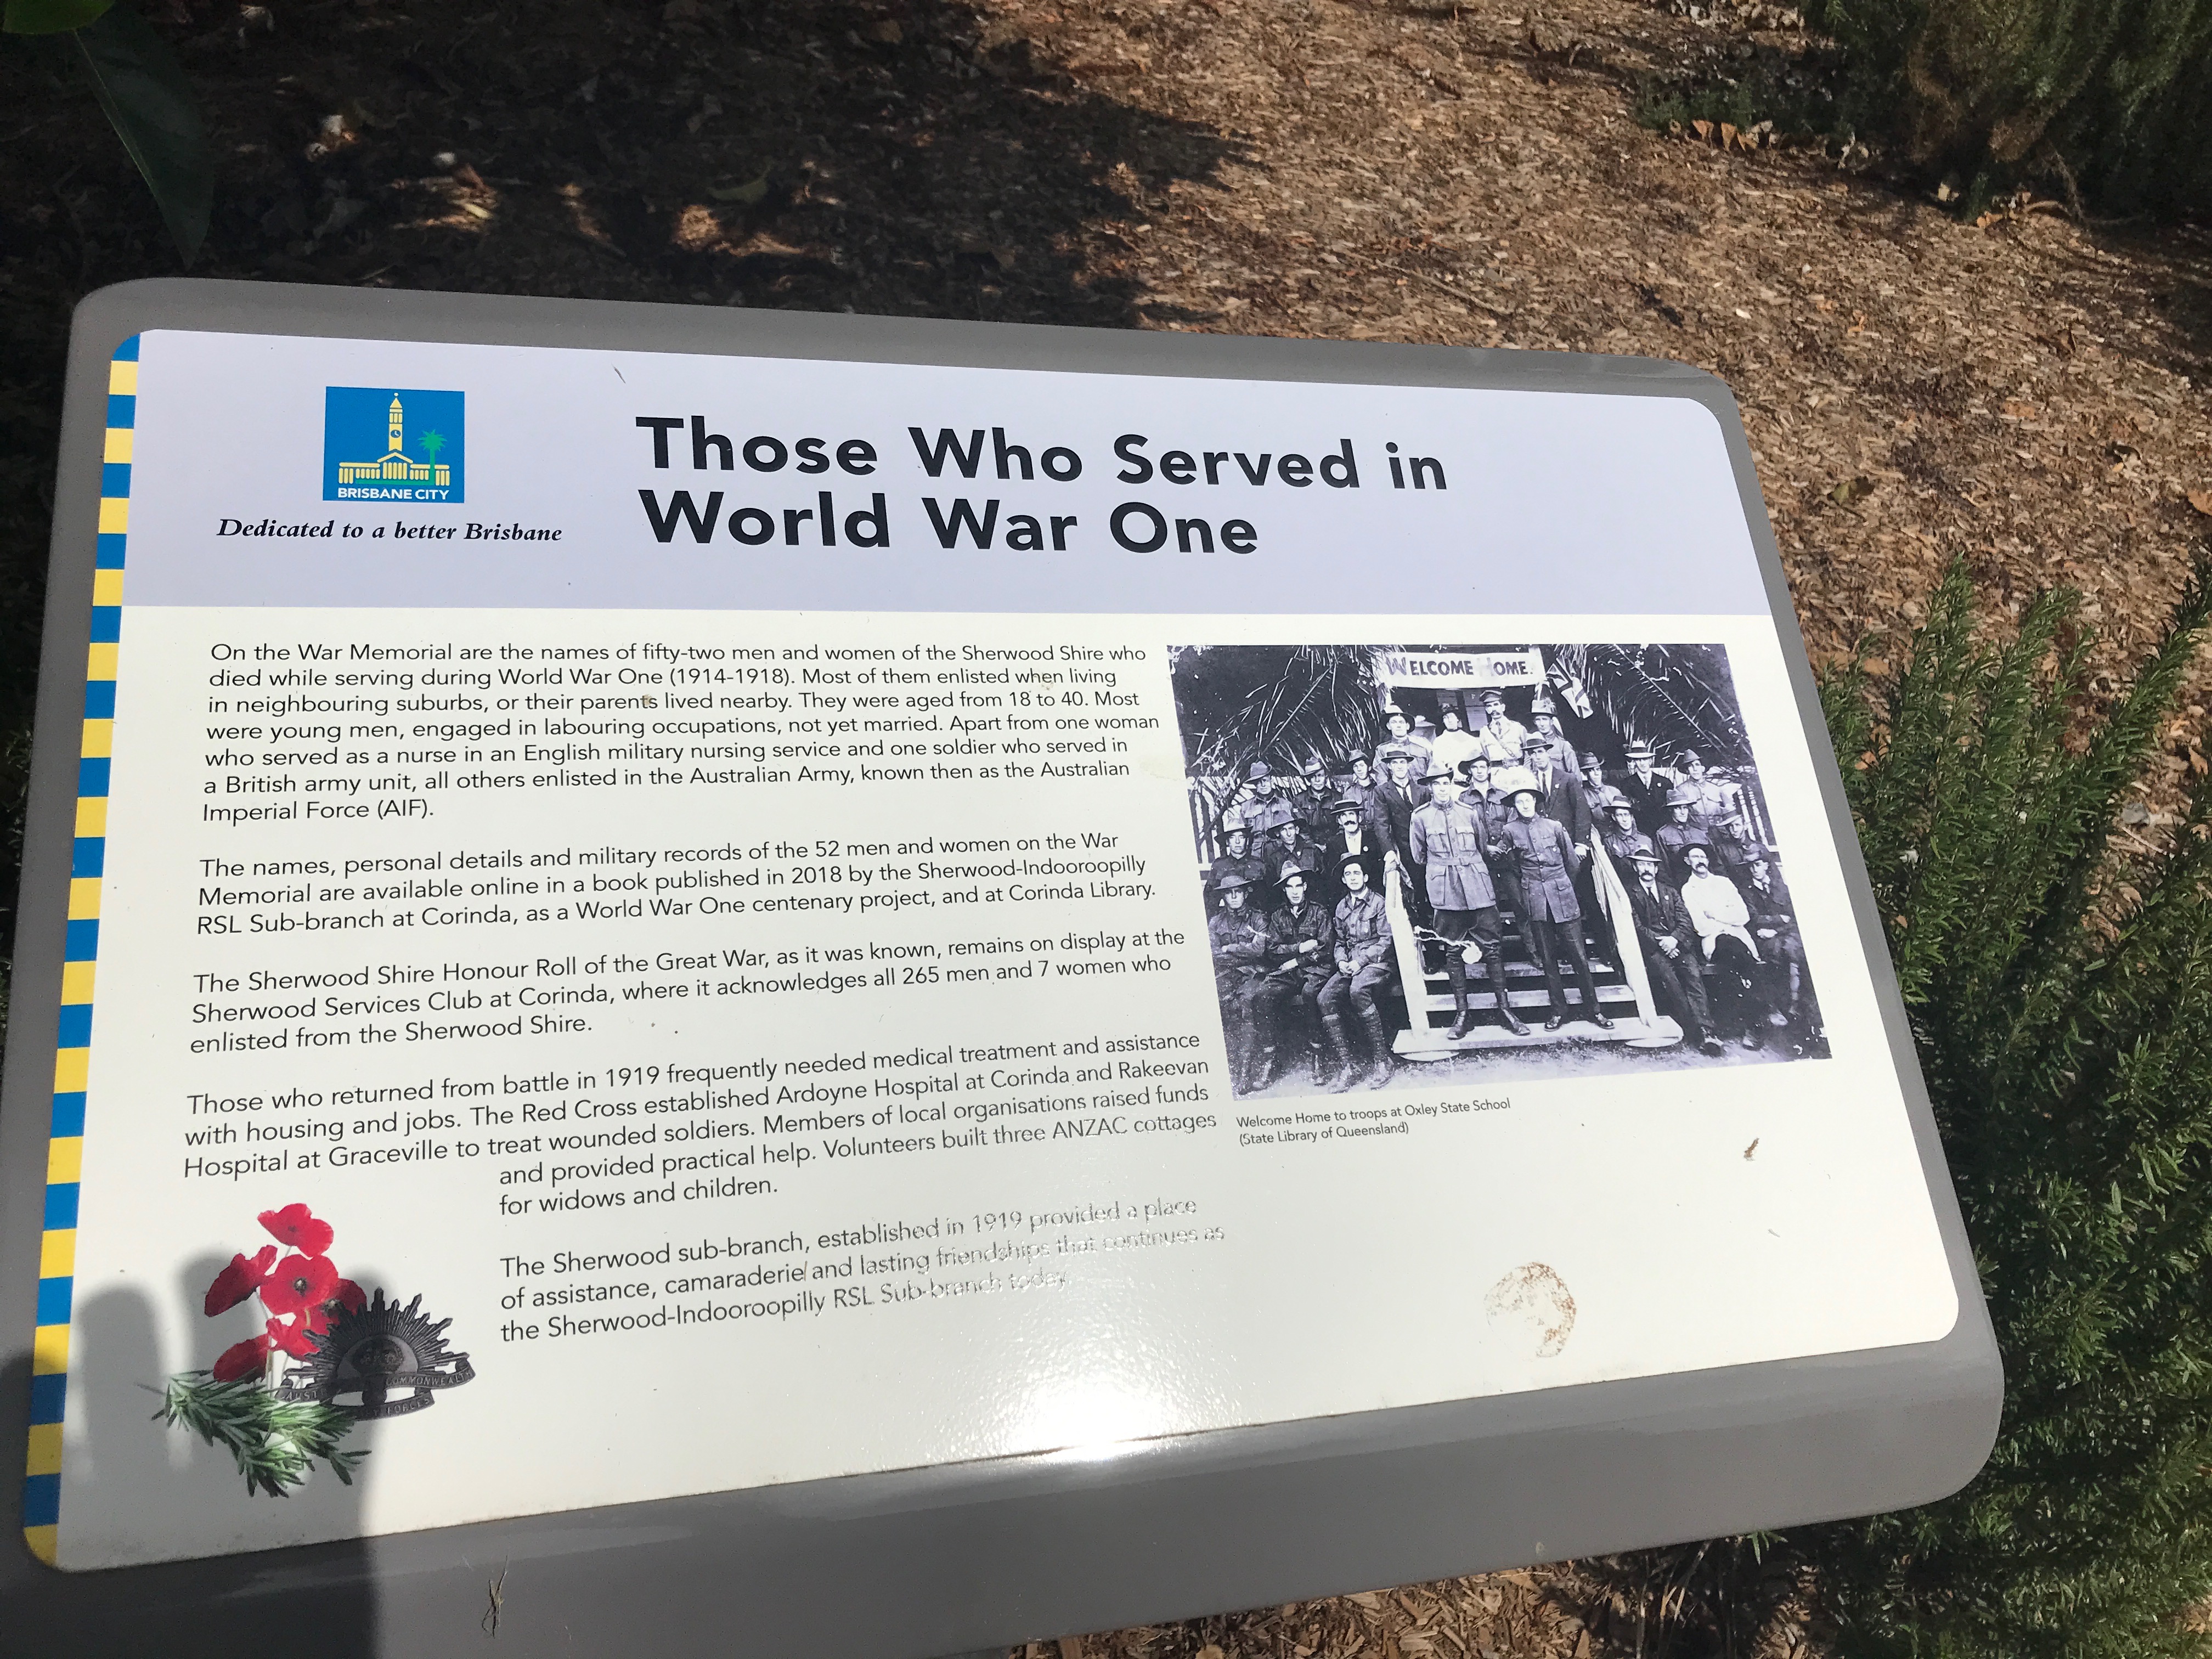 BRISBANE CITY
Dedicated to a better Brisbane
Those Who Served in
World War One
On the War Memorial are the names of fifty-two men and women of the Sherwood Shire who
died while serving during World War One (1914-1918). Most of them enlisted when living
in neighbouring suburbs, or their parents lived nearby. They were aged from 18 to 40. Most
were young men, engaged in labouring occupations, not yet married. Apart from one woman
who served as a nurse in an English military nursing service and one soldier who served in
a British army unit, all others enlisted in the Australian Army, known then as the Australian
Imperial Force (AIF).
The names, personal details and military records of the 52 men and women on the War
Memorial are available online in a book published in 2018 by the Sherwood-Indooroopilly
RSL Sub-branch at Corinda, as a World War One centenary project, and at Corinda Library.
The Sherwood Shire Honour Roll of the Great War, as it was known, remains on display at the
Sherwood Services Club at Corinda, where it acknowledges all 265 men and 7 women who
enlisted from the Sherwood Shire.
Those who returned from battle in 1919 frequently needed medical treatment and assistance
with housing and jobs. The Red Cross established Ardoyne Hospital at Corinda and Rakeevan
Hospital at Graceville to treat wounded soldiers. Members of local organisations raised funds
and provided practical help. Volunteers built three ANZAC cottages
for widows and children.
The Sherwood sub-branch, established in 1919 provided a place
of assistance, camaraderie and lasting friendships that continues as
the Sherwood-Indooroopilly RSL Sub-branch today.
WELCOME HOME.
Welcome Home to troops at Oxley State School
(State Library of Queensland)
COMMONWEALTH